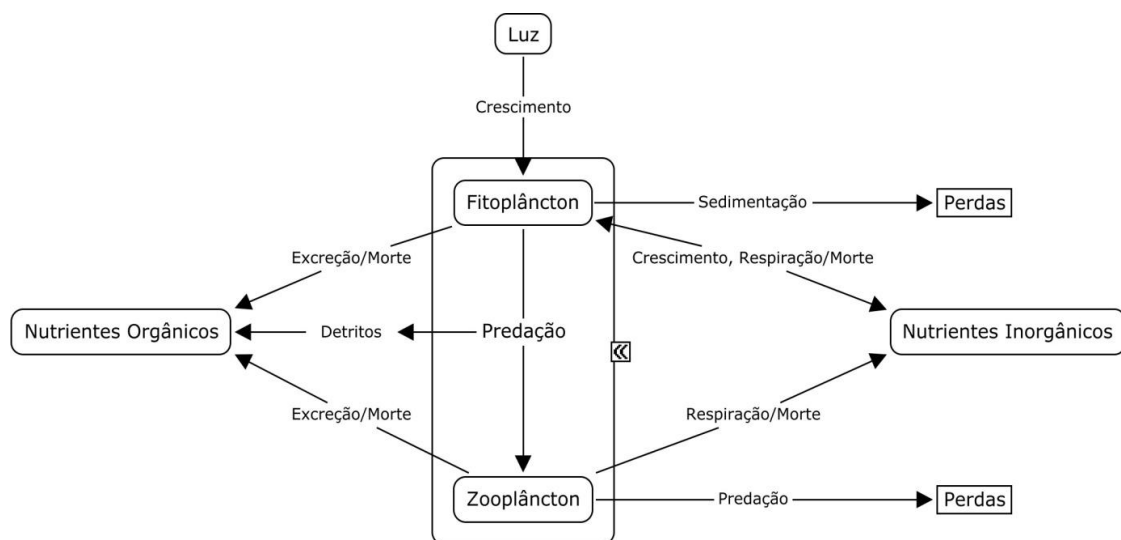 Luz
Crescimento
Fitoplâncton
Sedimentação
Perdas
Excreção/Morte
Crescimento, Respiração/Morte
Nutrientes Orgânicos
Detritos
Predação
Nutrientes Inorgânicos
Excreção/Morte
Respiração/Morte
Zooplâncton
Predação
Perdas